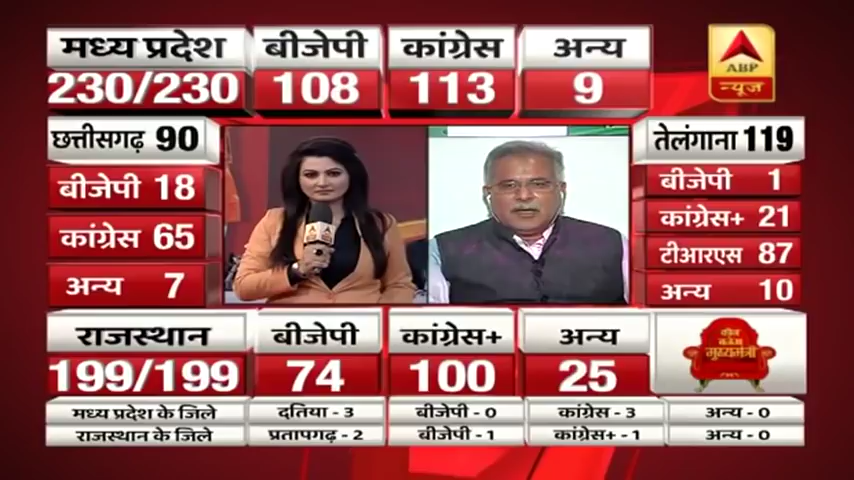 मध्य प्रदेश बीजेपी कांग्रेस अन्य
230/230 108 113 9
ABP
न्यूज़
छत्तीसगढ़ 90
बीजेपी 18
कांग्रेस 65
अन्य 7
तेलंगाना 119
बीजेपी 1
कांग्रेस+ 21
टीआरएस 87
अन्य 10
राजस्थान बीजेपी कांग्रेस+ अन्य
199/199 74 100 25
कौन
बनेगा
मुख्यमंत्री
मध्य प्रदेश के जिले दतिया - 3 बीजेपी - 0 कांग्रेस - 3 अन्य - 0
राजस्थान के जिले प्रतापगढ़ - 2 बीजेपी - 1 कांग्रेस+ - 1 अन्य - 0